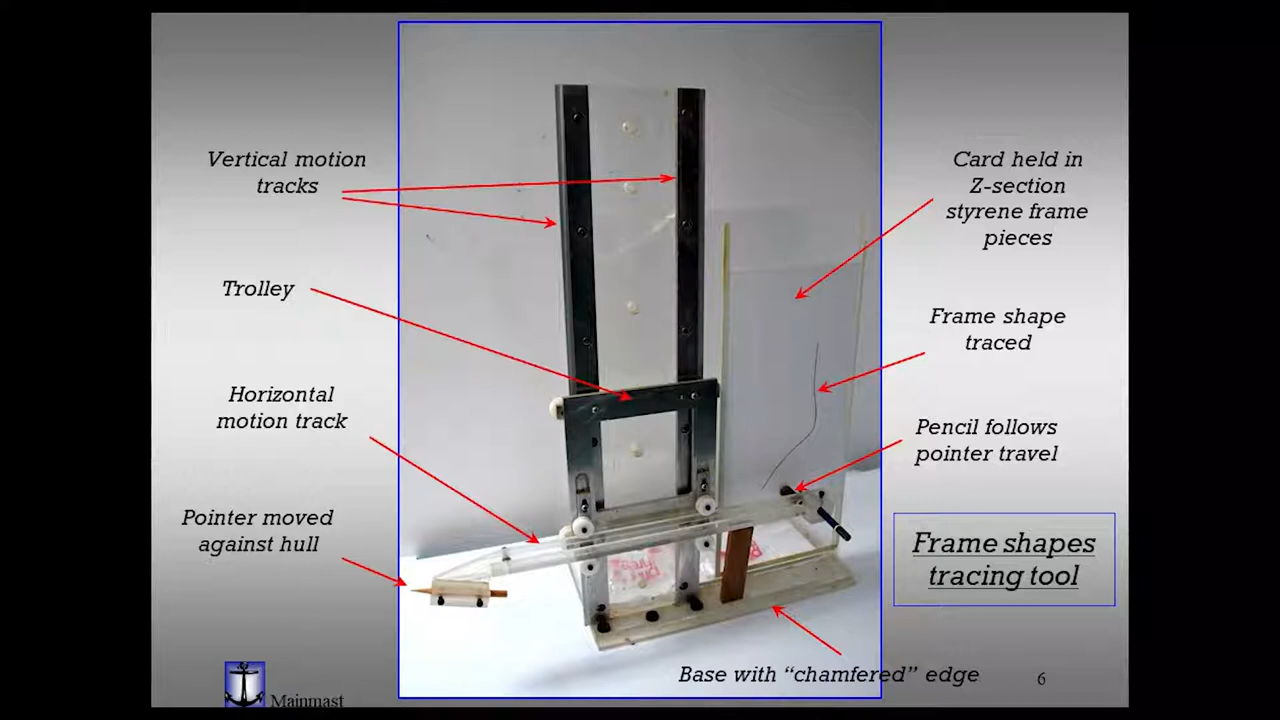 Vertical motion
tracks
Trolley
Horizontal
motion track
Pointer moved
against hull
Card held in
Z-section
styrene frame
pieces
Frame shape
traced
Pencil follows
pointer travel
Frame shapes
tracing tool
Base with “chamfered” edge
6
Mainmast